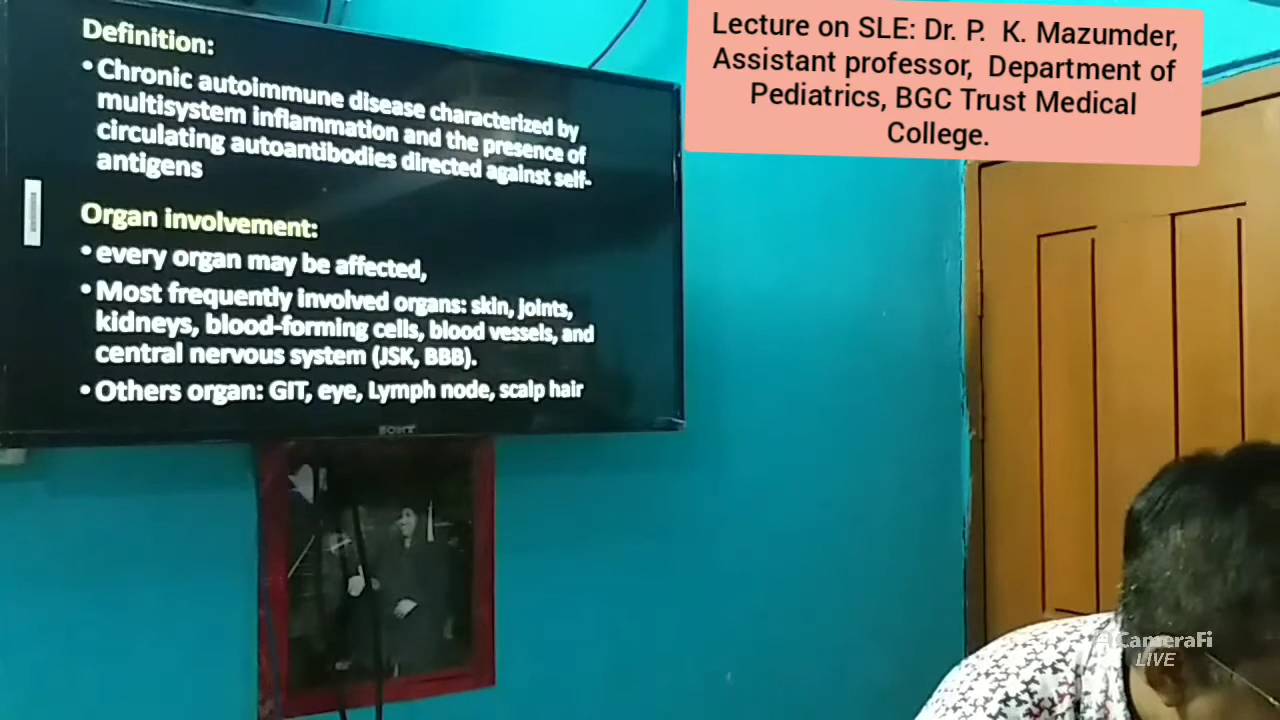 Definition:
• Chronic autoimmune disease characterized by
multisystem inflammation and the presence of
circulating autoantibodies directed against self-
antigens
Organ involvement:
• every organ may be affected,
• Most frequently involved organs: skin, joints,
kidneys, blood-forming cells, blood vessels, and
central nervous system (JSK, BBB).
• Others organ: GIT, eye, Lymph node, scalp hair
SONY
Lecture on SLE: Dr. P. K. Mazumder,
Assistant professor, Department of
Pediatrics, BGC Trust Medical
College.
CameraFi
LIVE